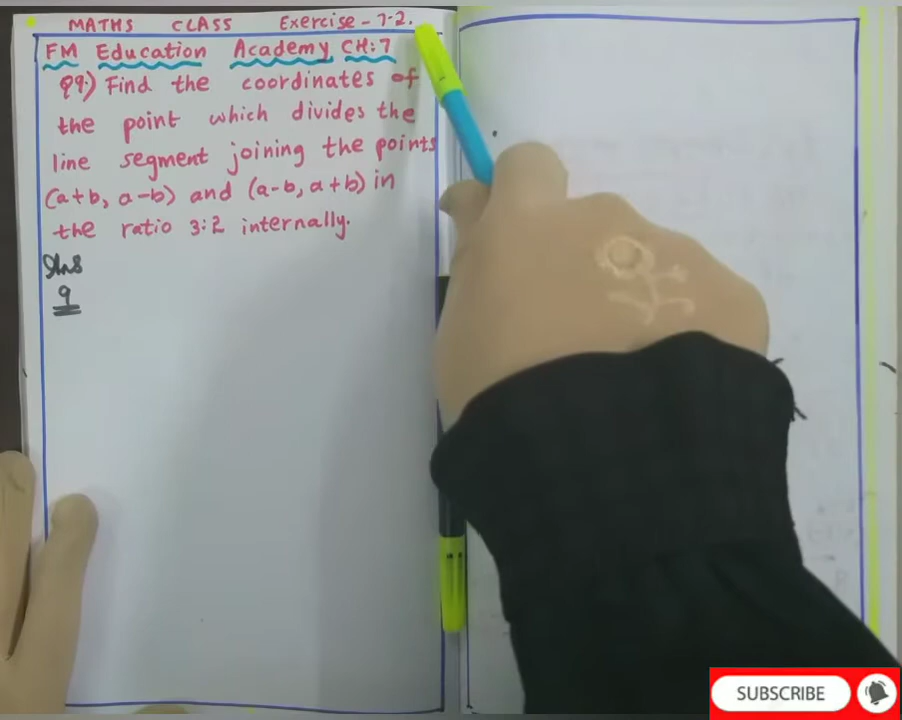 MATHS CLASS Exercise - 7.2.
FM Education Academy CH:7
Q9.) Find the coordinates of
the point which divides the
line segment joining the points
(a+b, a-b) and (a-b, a+b) in
the ratio 3:2 internally.
Ans
9
SUBSCRIBE